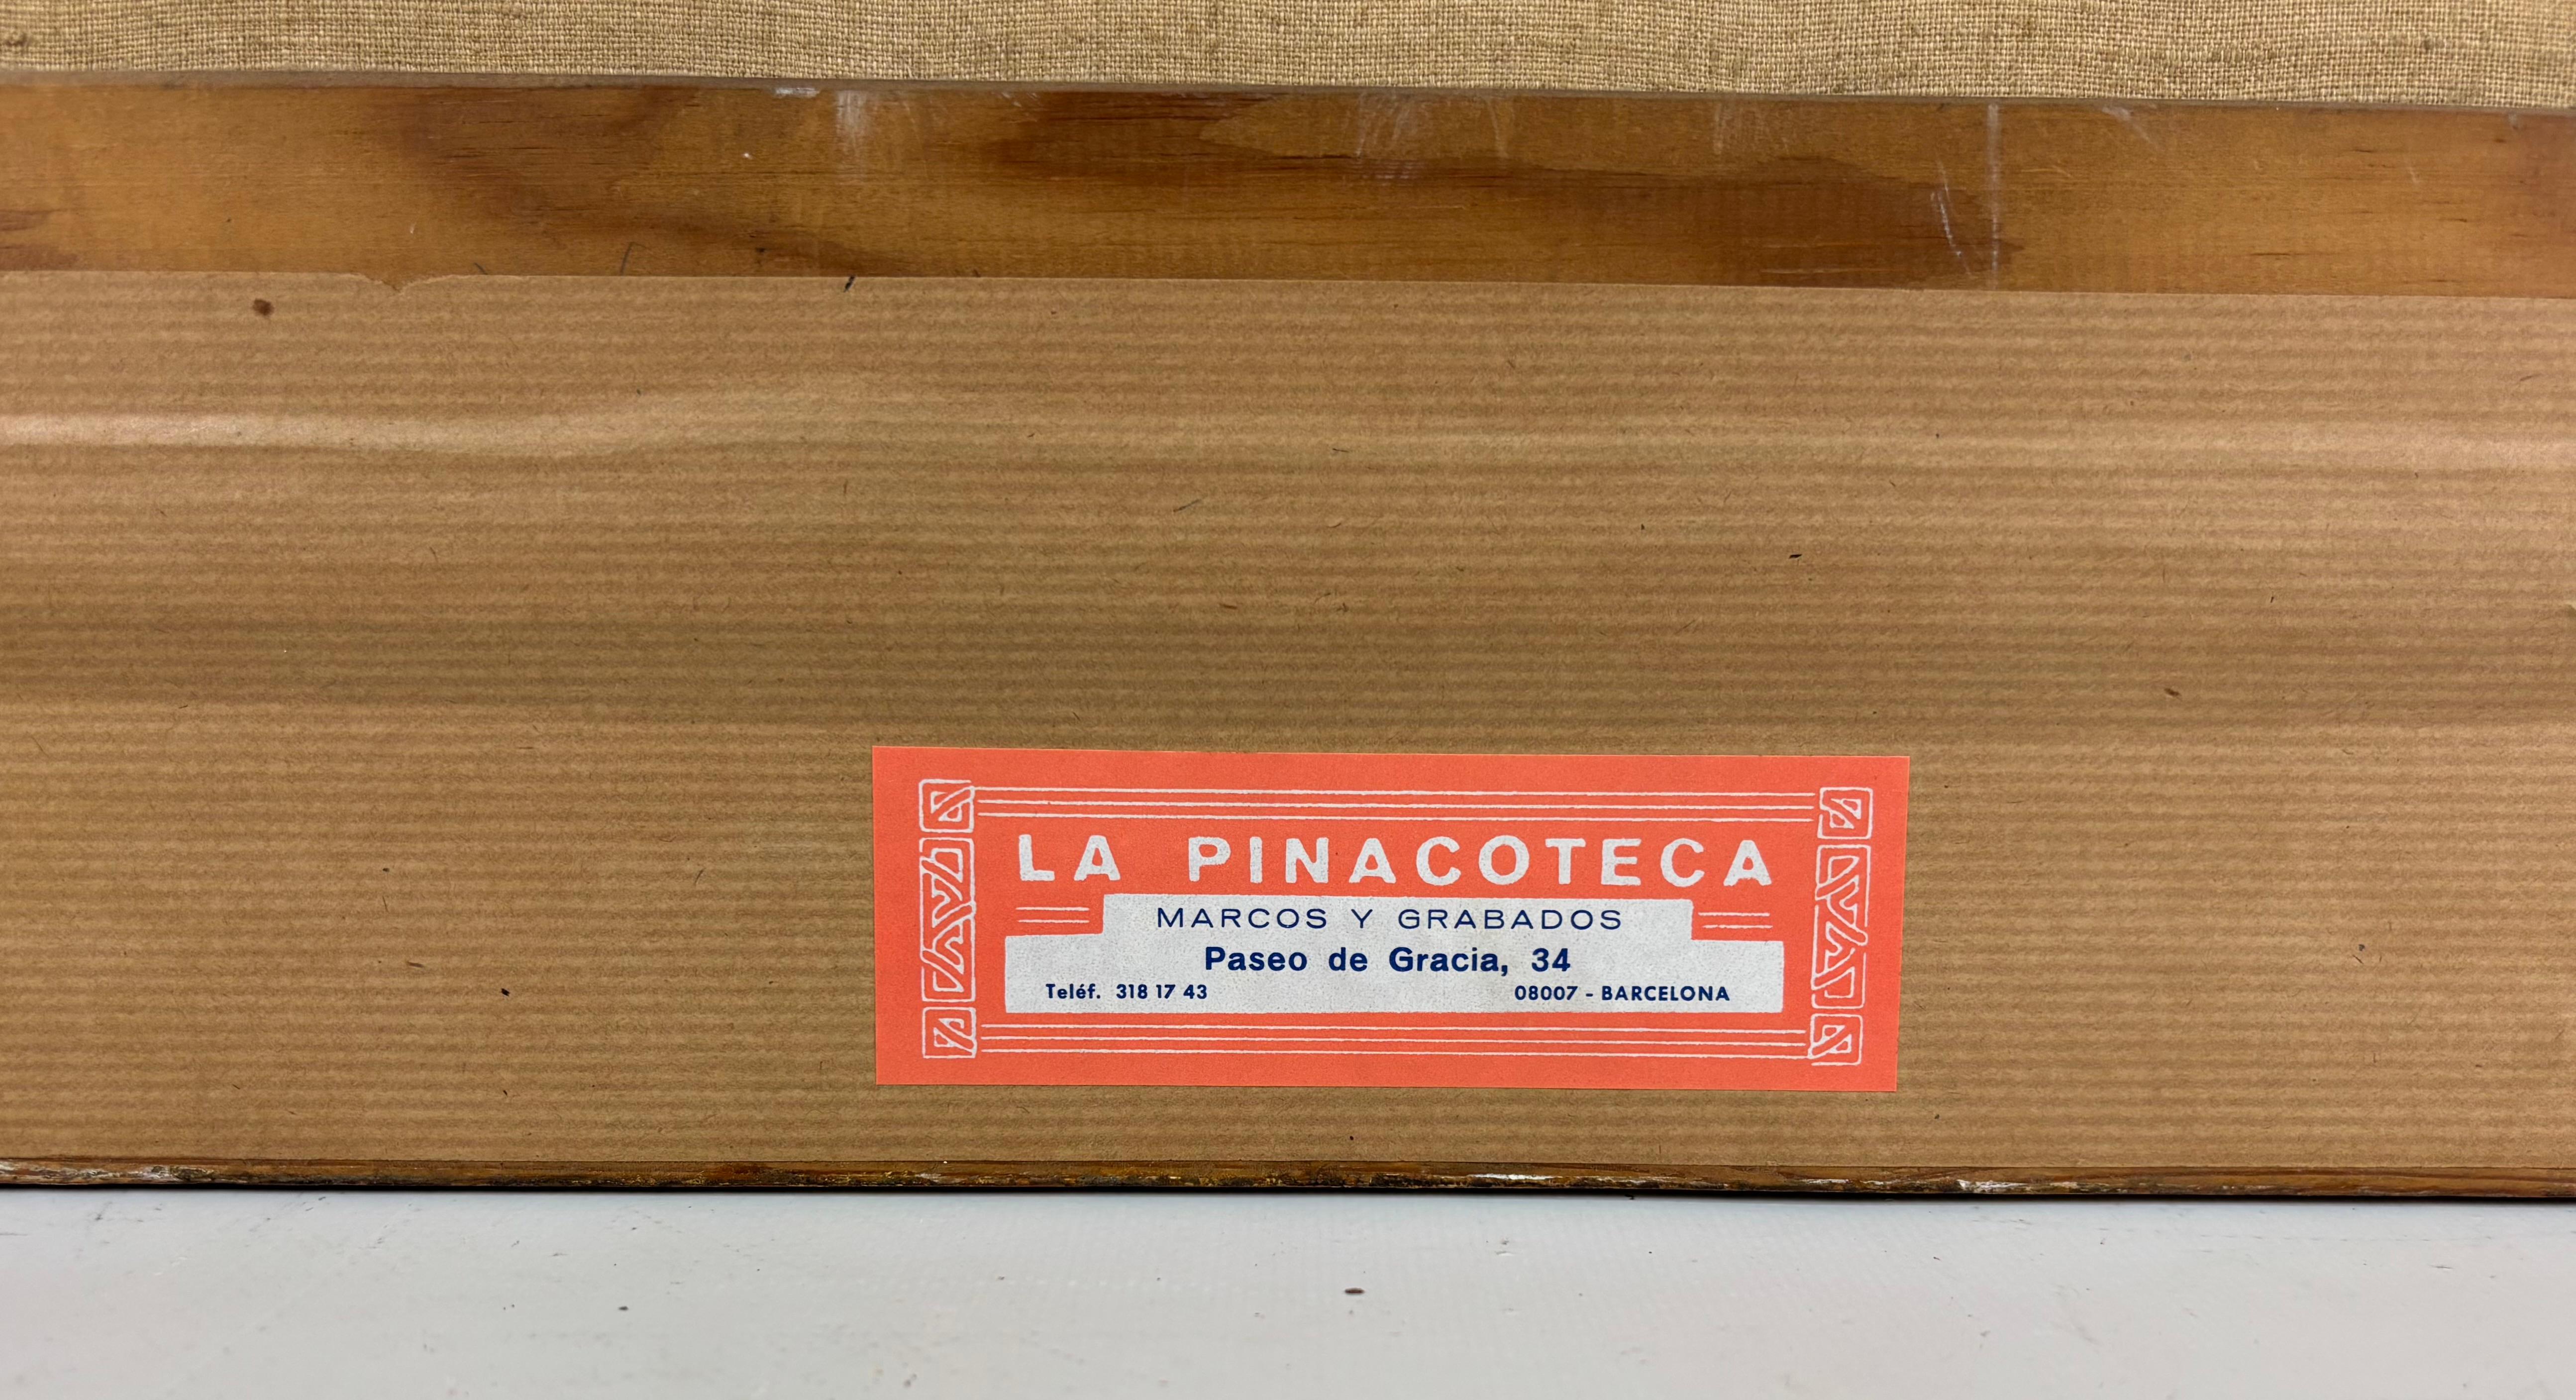 LA PINACOTECA
MARCOS Y GRABADOS
Paseo de Gracia, 34
Teléf. 318 17 43 08007 - BARCELONA